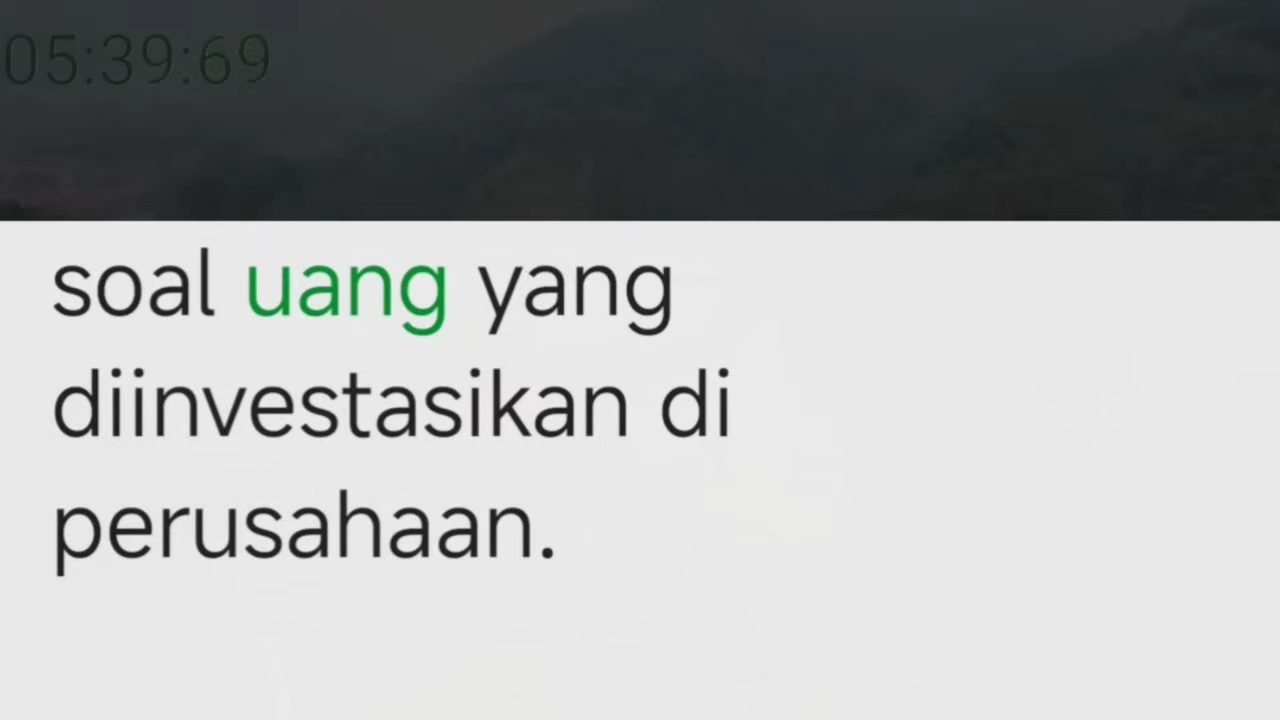 05:39:69
soal uang yang
diinvestasikan di
perusahaan.